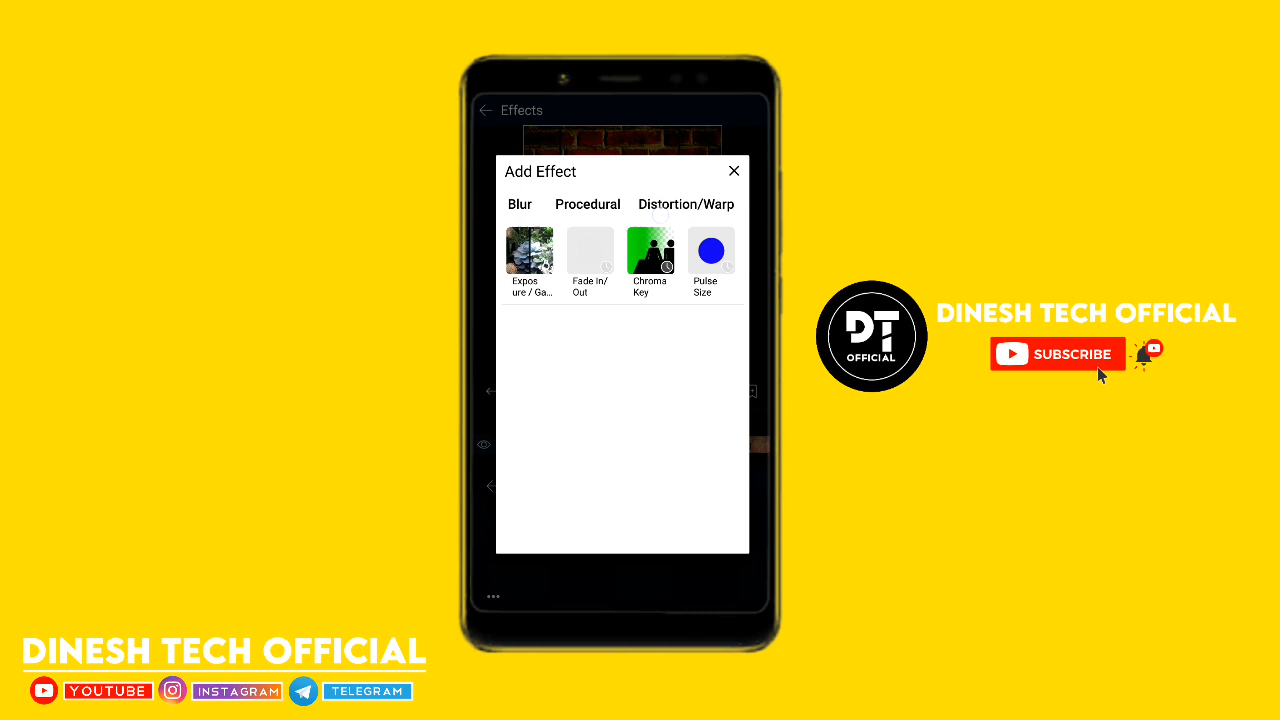 Effects
Add Effect
Blur Procedural Distortion/Warp
Expos
ure / Ga...
Fade In/
Out
Chroma
Key
Pulse
Size
DT
OFFICIAL
DINESH TECH OFFICIAL
SUBSCRIBE
DINESH TECH OFFICIAL
YOUTUBE INSTAGRAM TELEGRAM